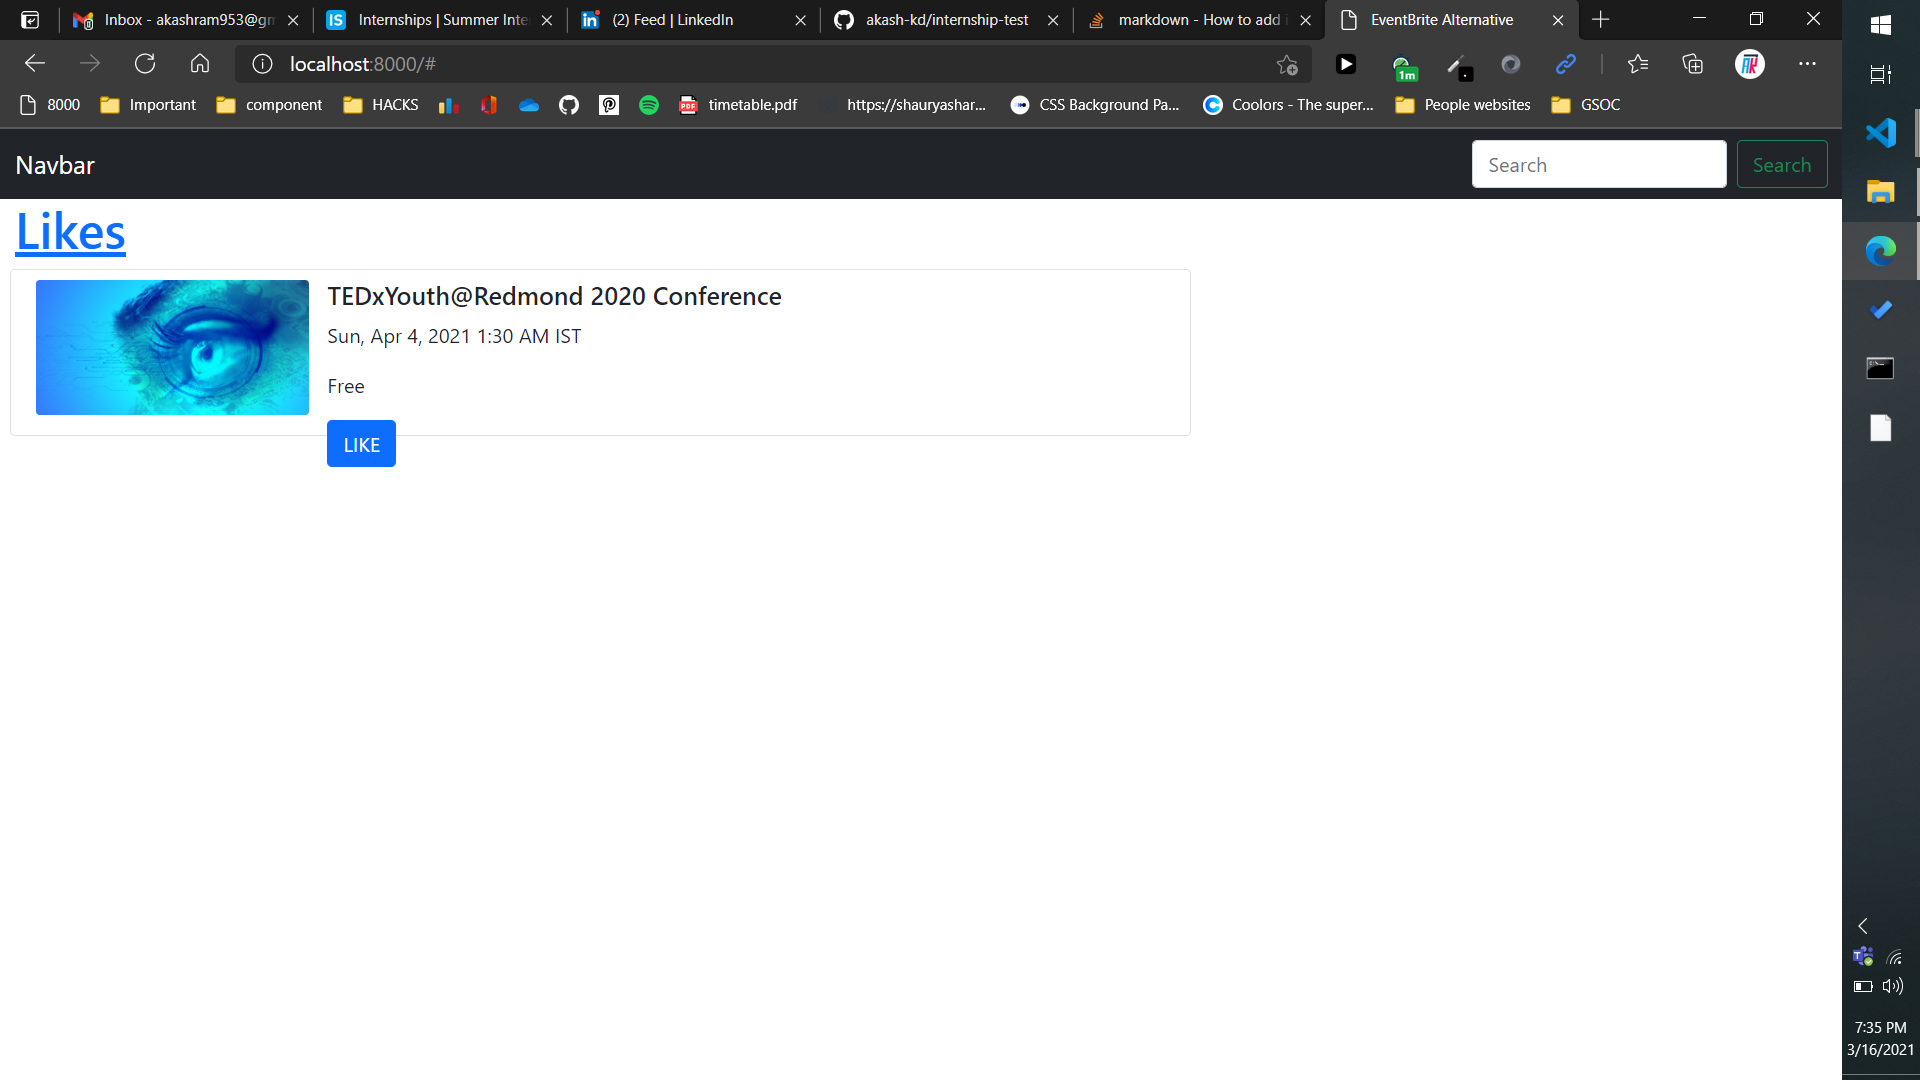 Inbox - akashram953@gm
Internships | Summer Inte
(2) Feed | LinkedIn
akash-kd/internship-test
markdown - How to add i
EventBrite Alternative
localhost:8000/#
1m
8000
Important
component
HACKS
timetable.pdf
https://shauryashar...
CSS Background Pa...
Coolors - The super...
People websites
GSOC
Navbar
Search
Search
Likes
TEDxYouth@Redmond 2020 Conference
Sun, Apr 4, 2021 1:30 AM IST
Free
LIKE
7:35 PM
3/16/2021